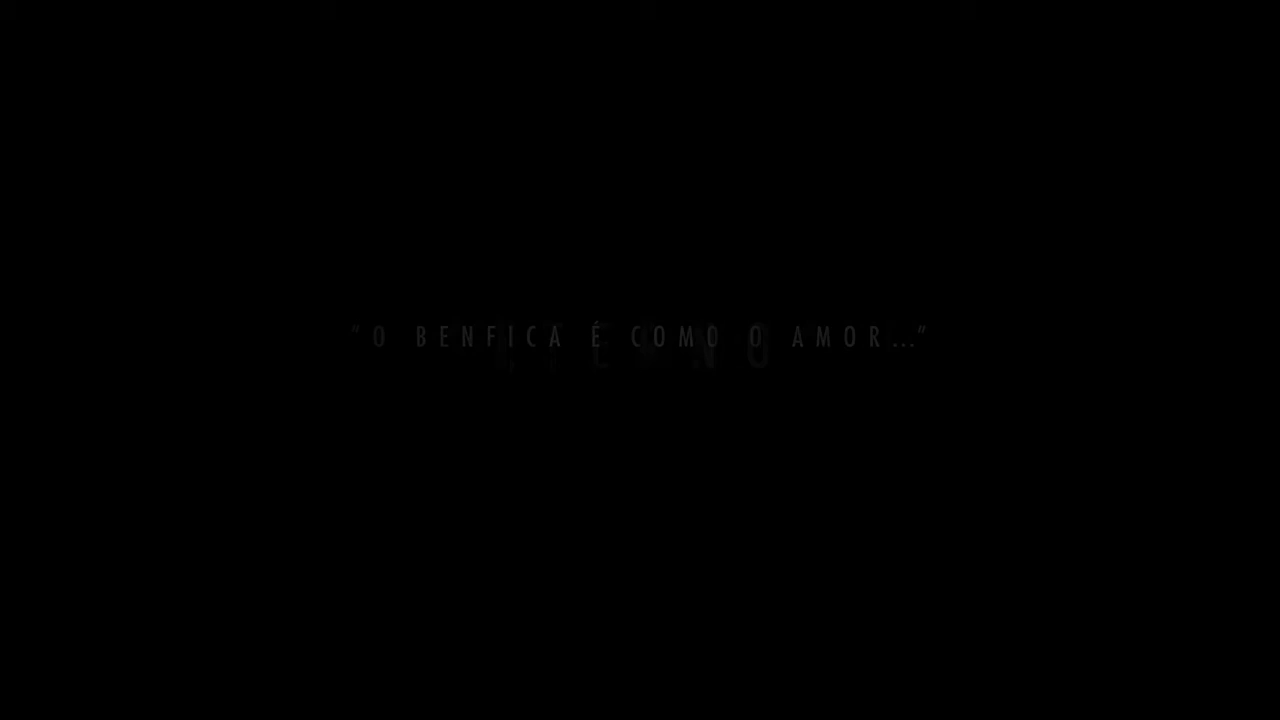 “O BENFICA É COMO O AMOR...”